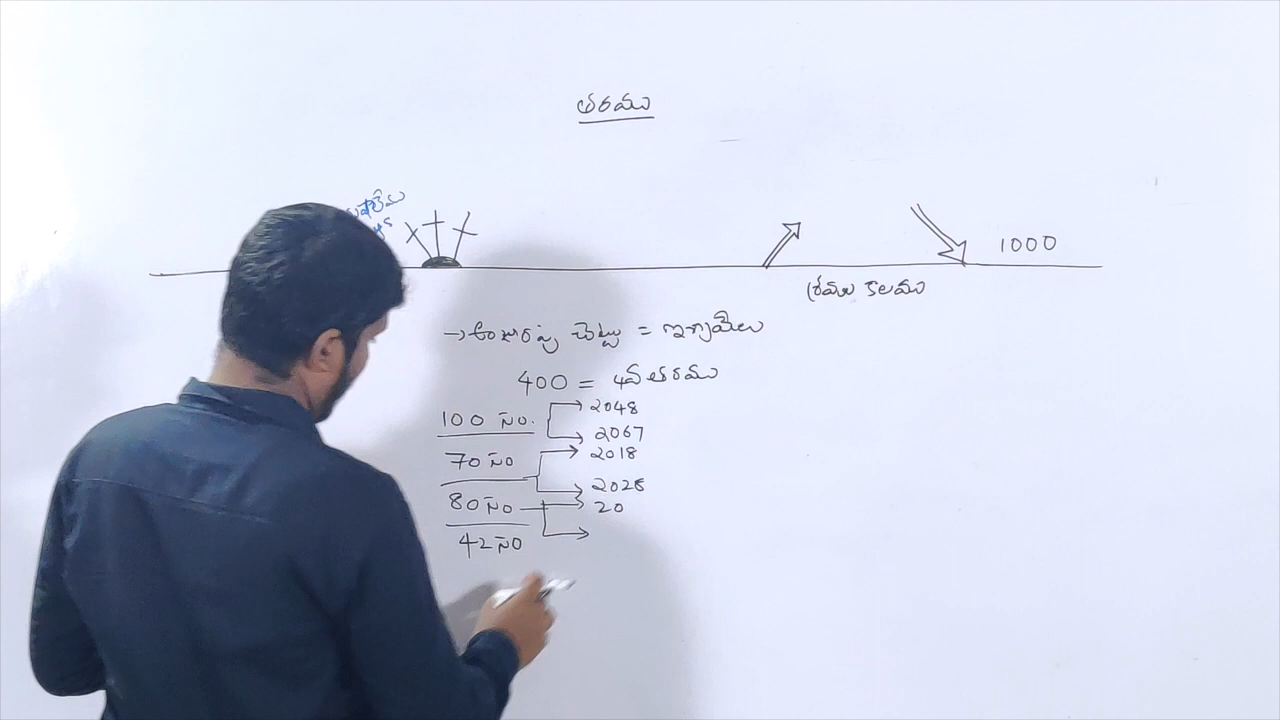 తరము
1000
శ్రమల కాలము
→ అంజూరపు చెట్టు = ఇశ్రాయేలు
400 = 4వ తరము
100 సం.
2048
2067
70 సం
2018
2028
80 సం
20
42 సం